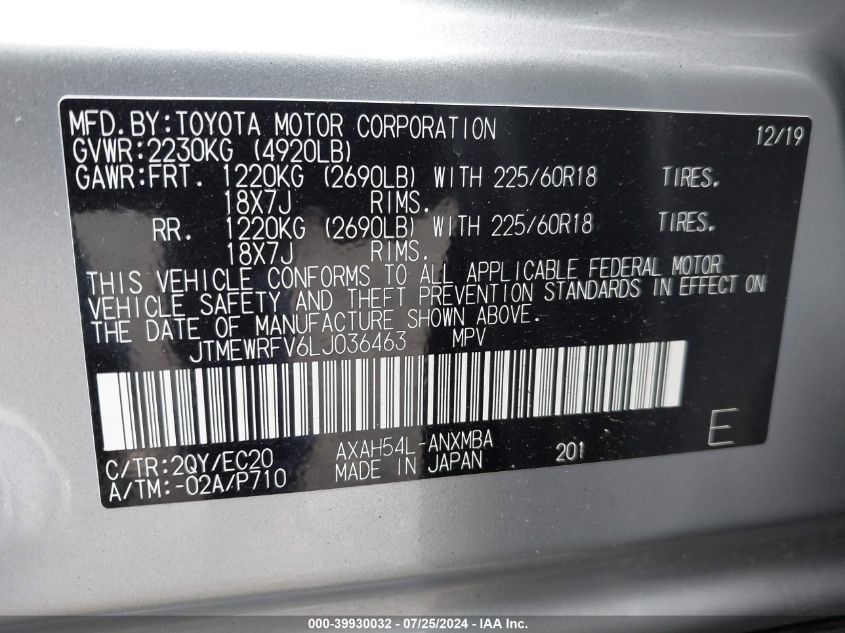 MFD.BY:TOYOTA MOTOR CORPORATION 12/19
GVWR:2230KG (4920LB)
GAWR:FRT. 1220KG (2690LB) WITH 225/60R18 TIRES.
18X7J RIMS.
RR. 1220KG (2690LB) WITH 225/60R18 TIRES.
18X7J RIMS.
THIS VEHICLE CONFORMS TO ALL APPLICABLE FEDERAL MOTOR
VEHICLE SAFETY AND THEFT PREVENTION STANDARDS IN EFFECT ON
THE DATE OF MANUFACTURE SHOWN ABOVE.
JTMEWRFV6LJ036463 MPV
C/TR:2QY/EC20 AXAH54L-ANXMBA 201 E
A/TM:-02A/P710 MADE IN JAPAN
000-39930032 - 07/25/2024 - IAA Inc.